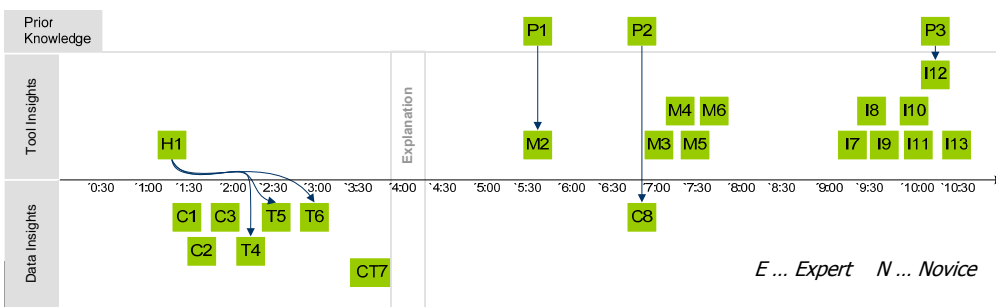 Prior
Knowledge
P1
P2
P3
Tool Insights
Explanation
I12
M4
M6
I8
I10
H1
M2
M3
M5
I7
I9
I11
I13
'0:30
'1:00
'1:30
'2:00
'2:30
'3:00
'3:30
'4:00
'4:30
'5:00
'5:30
'6:00
'6:30
'7:00
'7:30
'8:00
'8:30
'9:00
'9:30
'10:00
'10:30
Data Insights
C1
C3
T5
T6
C8
C2
T4
CT7
E ... Expert N ... Novice